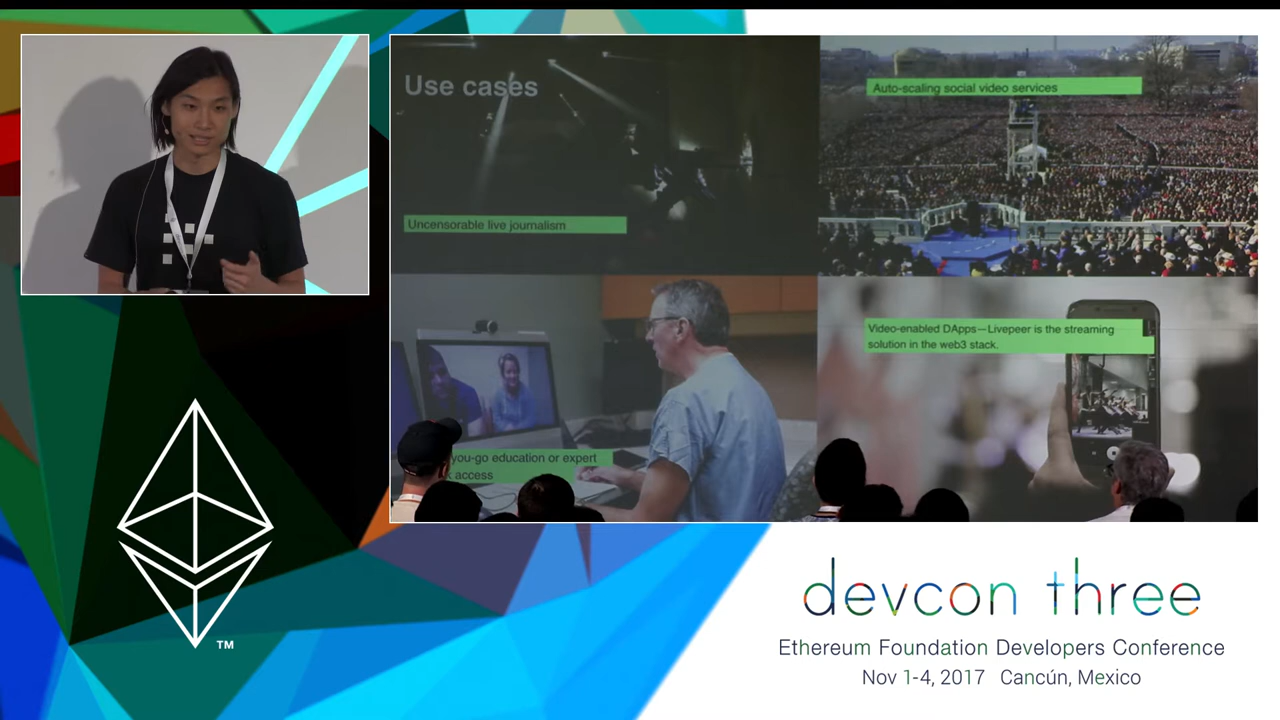 Use cases
Uncensorable live journalism
Auto-scaling social video services
you-go education or expert
access
Video-enabled DApps—Livepeer is the streaming
solution in the web3 stack.
TM
devcon three
Ethereum Foundation Developers Conference
Nov 1-4, 2017 Cancún, Mexico